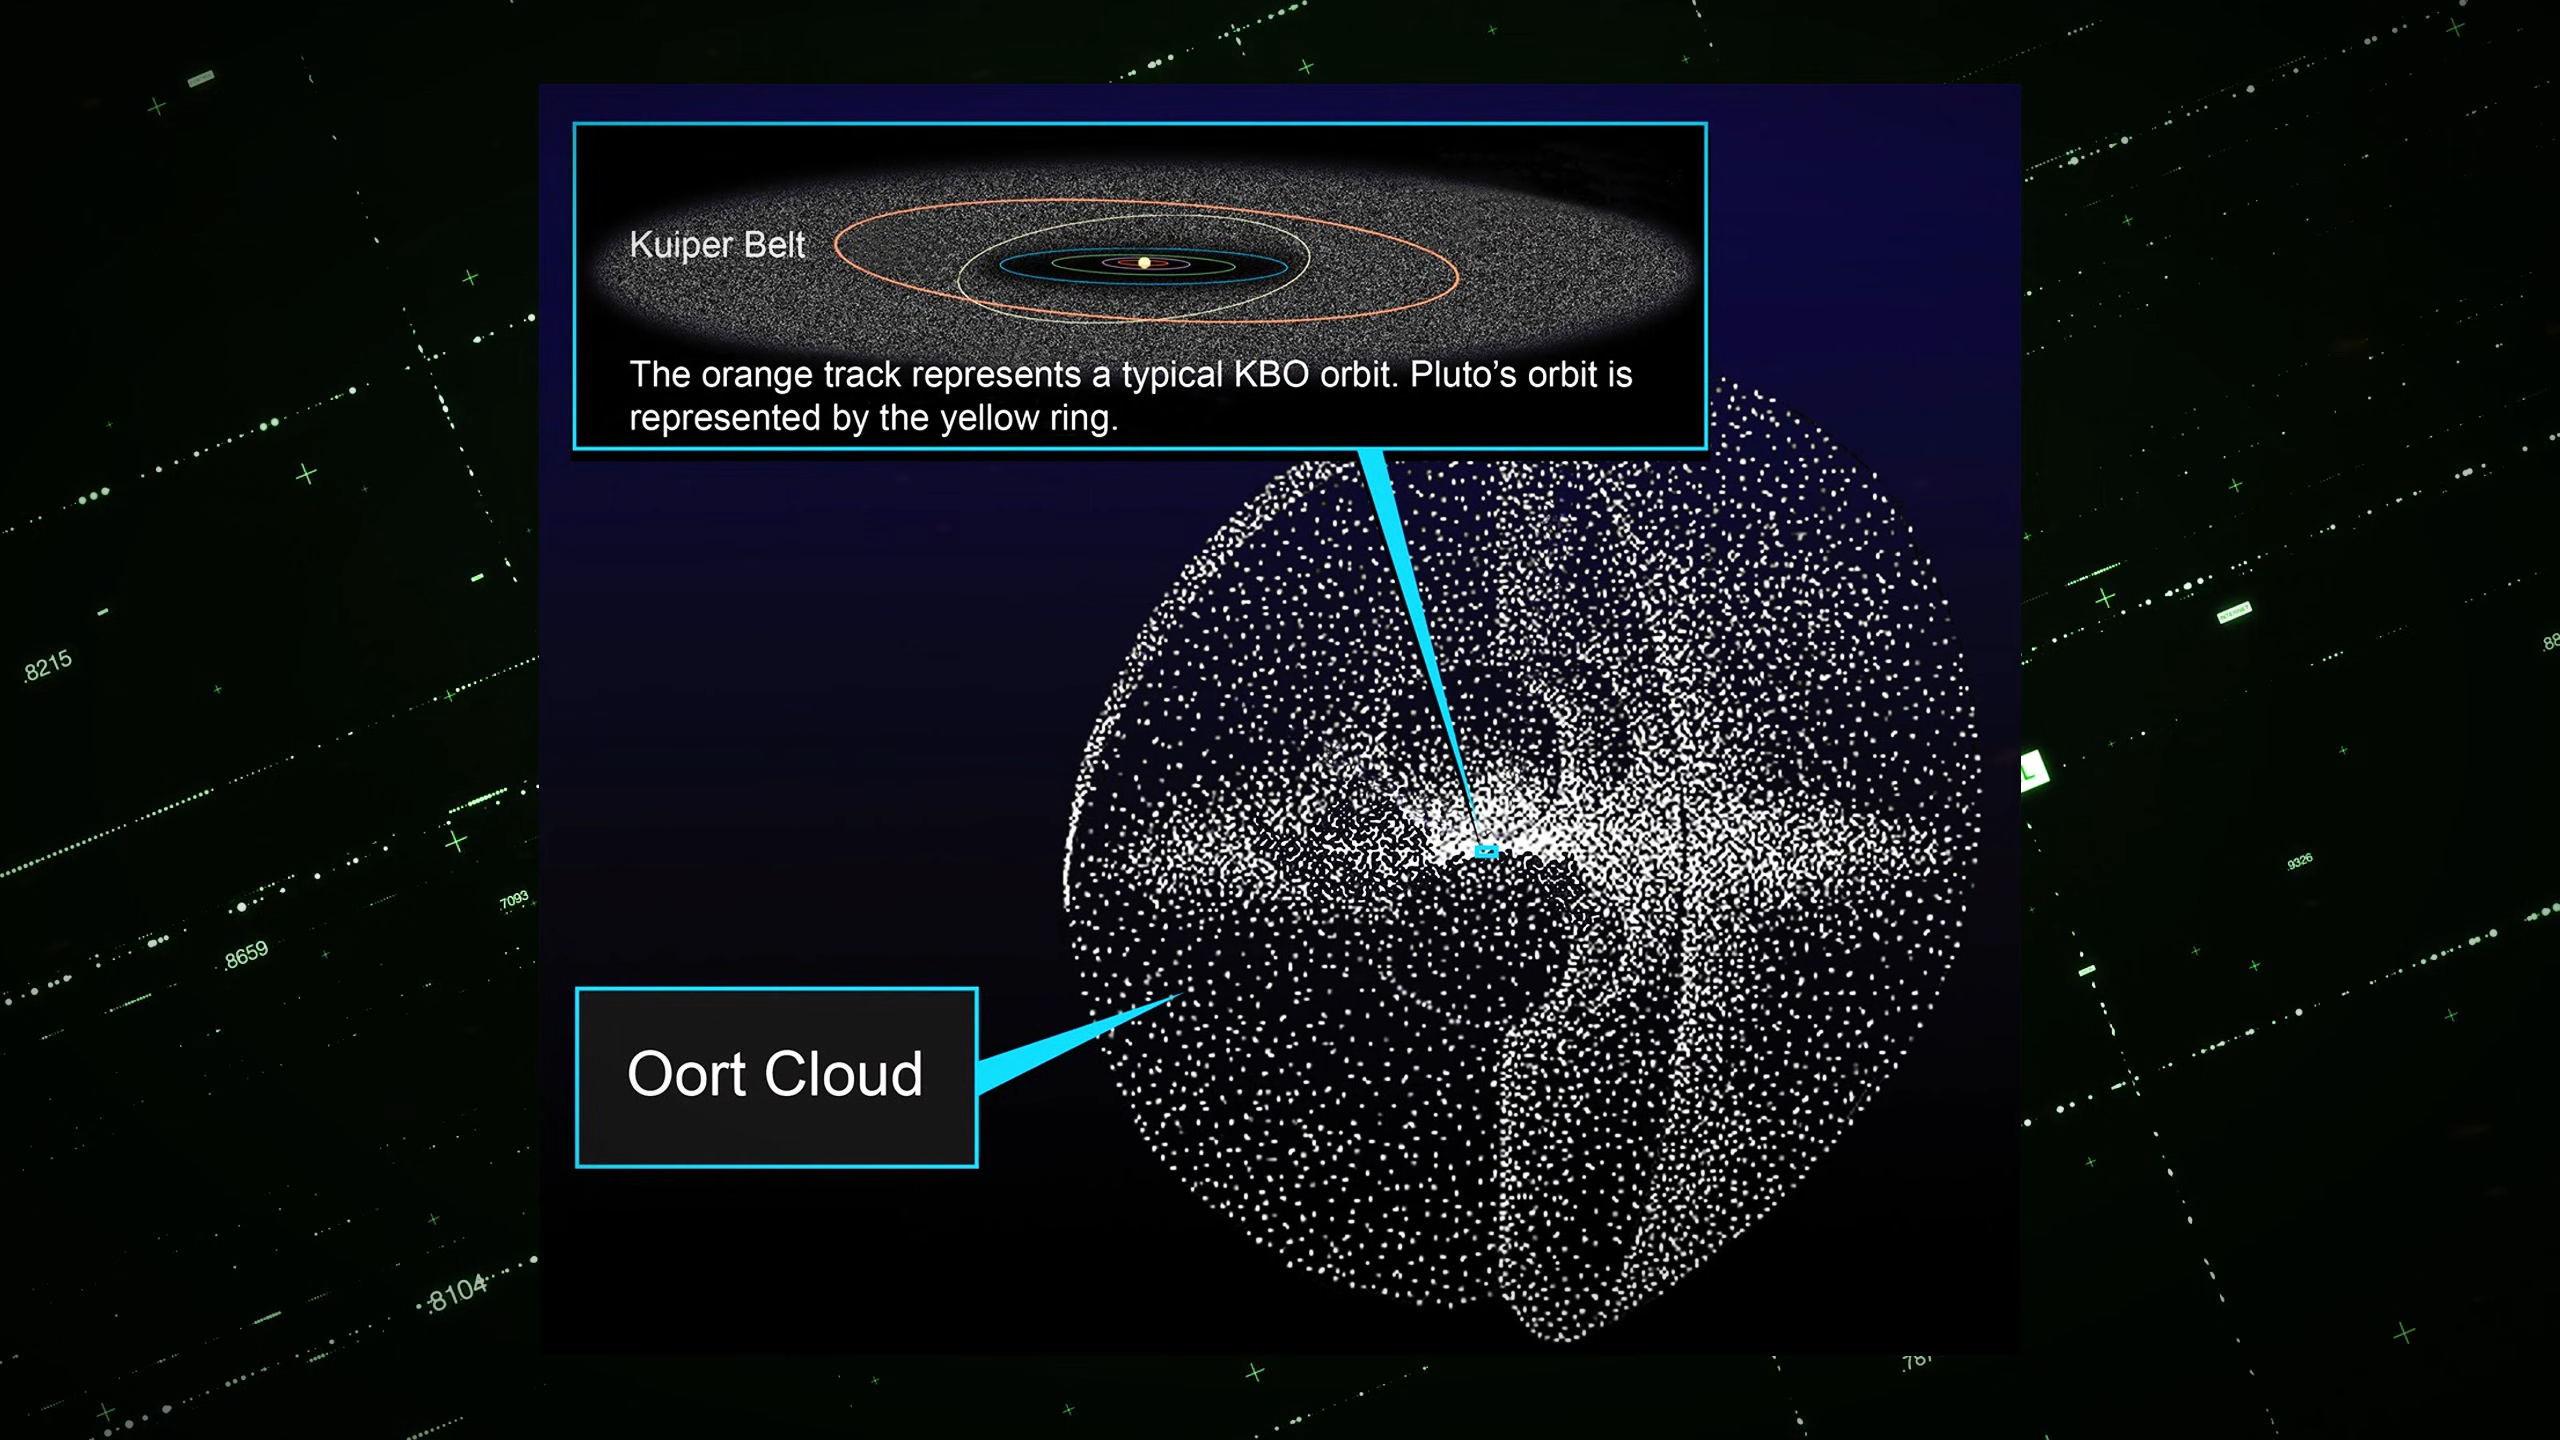 Kuiper Belt
The orange track represents a typical KBO orbit. Pluto's orbit is
represented by the yellow ring.
Oort Cloud
.8215
.7093
.8659
.8104
L
.9326